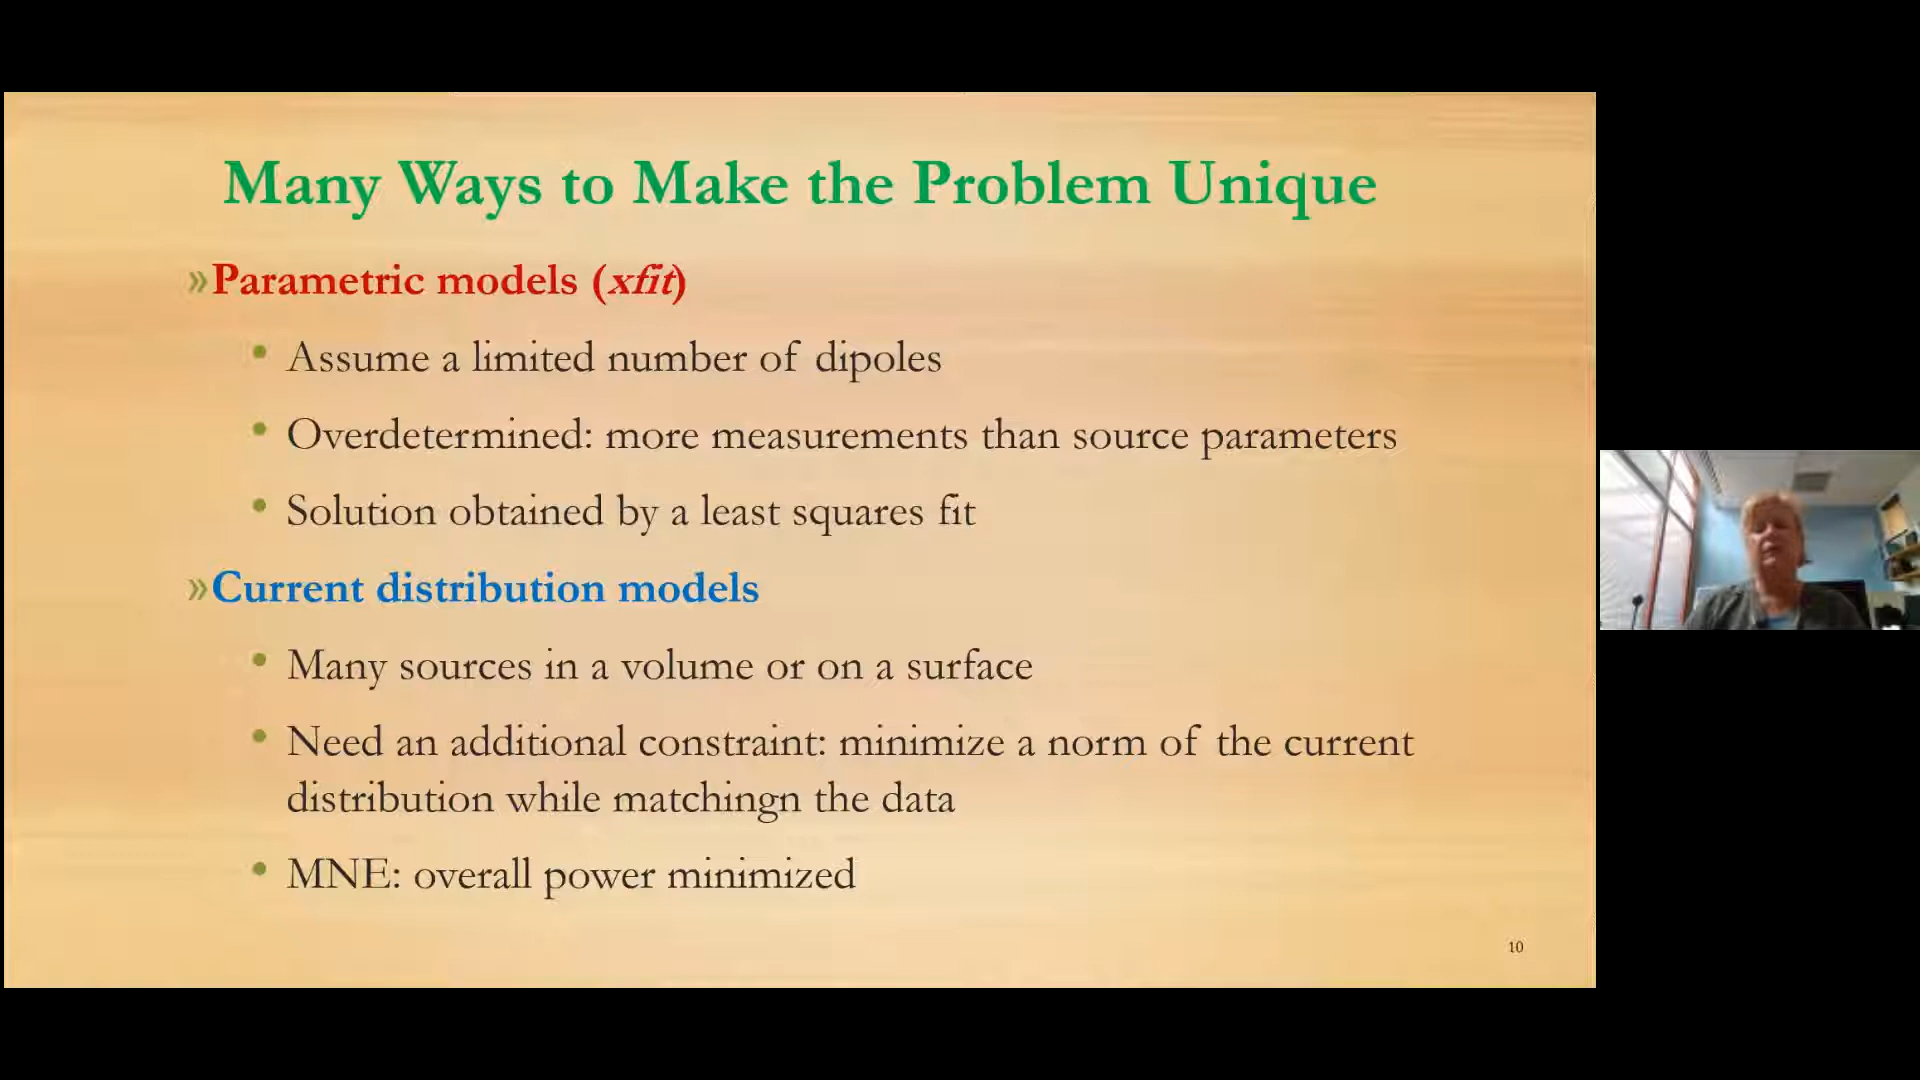 Many Ways to Make the Problem Unique
»Parametric models (xfit)
• Assume a limited number of dipoles
• Overdetermined: more measurements than source parameters
• Solution obtained by a least squares fit
»Current distribution models
• Many sources in a volume or on a surface
• Need an additional constraint: minimize a norm of the current
distribution while matchingn the data
• MNE: overall power minimized
10